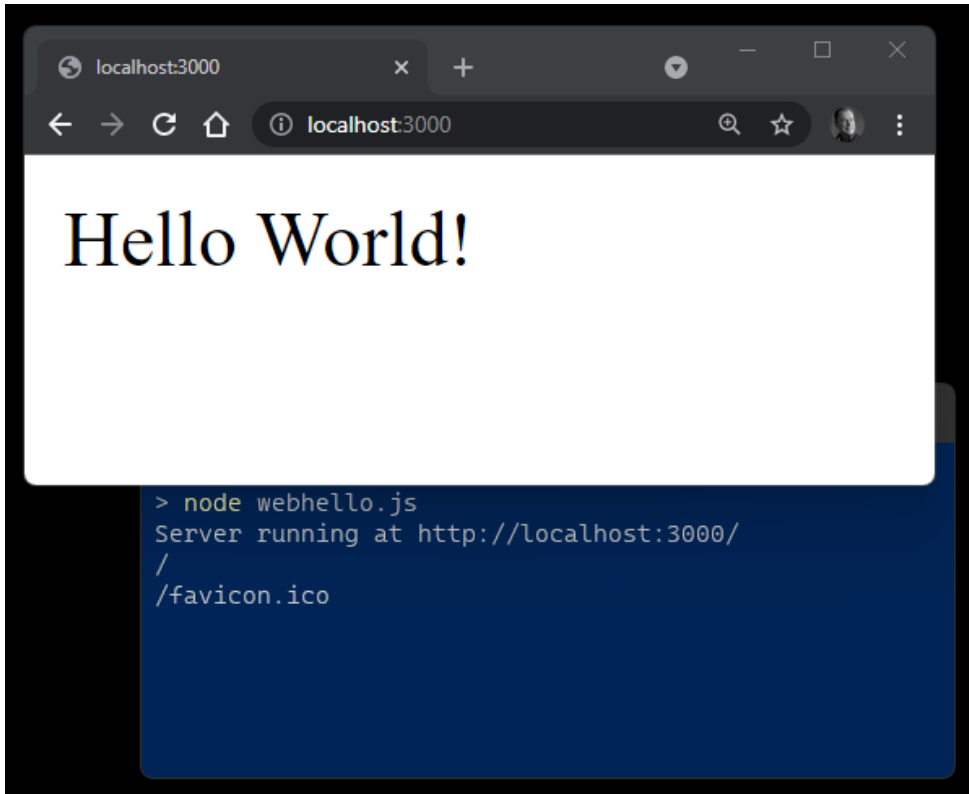 localhost:3000
localhost:3000
Hello World!
> node webhello.js
Server running at http://localhost:3000/
/
/favicon.ico